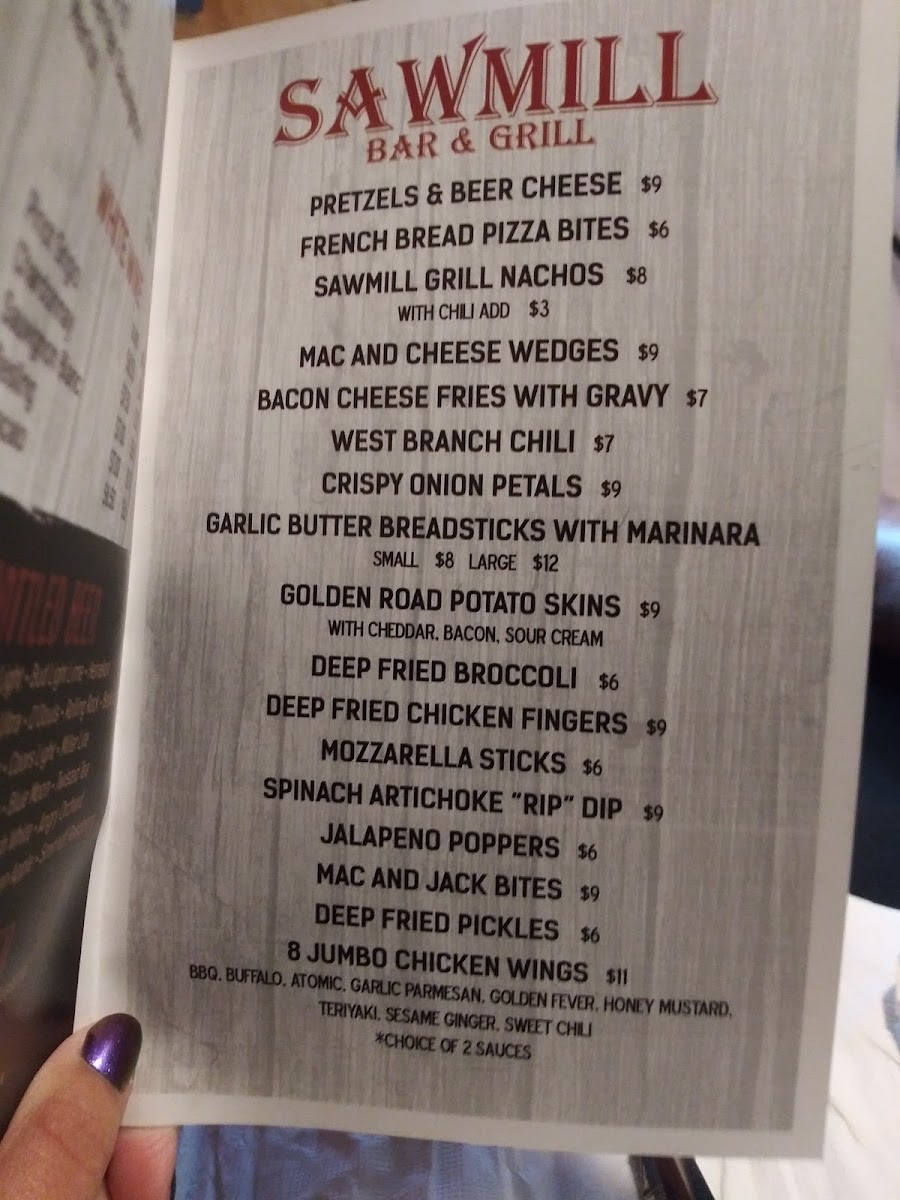 SAWMILL
BAR & GRILL
PRETZELS & BEER CHEESE $9
FRENCH BREAD PIZZA BITES $6
SAWMILL GRILL NACHOS $8
WITH CHILI ADD $3
MAC AND CHEESE WEDGES $9
BACON CHEESE FRIES WITH GRAVY $7
WEST BRANCH CHILI $7
CRISPY ONION PETALS $9
GARLIC BUTTER BREADSTICKS WITH MARINARA
SMALL $8 LARGE $12
GOLDEN ROAD POTATO SKINS $9
WITH CHEDDAR, BACON, SOUR CREAM
DEEP FRIED BROCCOLI $6
DEEP FRIED CHICKEN FINGERS $9
MOZZARELLA STICKS $6
SPINACH ARTICHOKE "RIP" DIP $9
JALAPENO POPPERS $6
MAC AND JACK BITES $9
DEEP FRIED PICKLES $6
8 JUMBO CHICKEN WINGS $11
BBQ, BUFFALO, ATOMIC, GARLIC PARMESAN, GOLDEN FEVER, HONEY MUSTARD,
TERIYAKI, SESAME GINGER, SWEET CHILI
*CHOICE OF 2 SAUCES